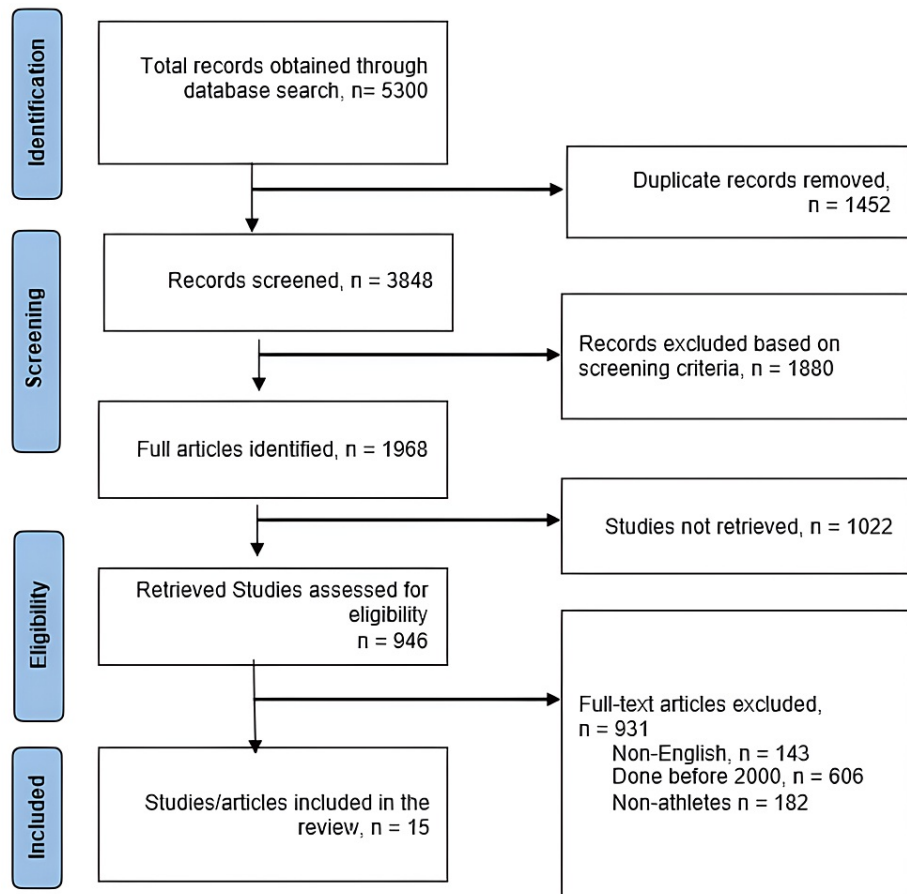 Identification
Total records obtained through
database search, n= 5300
Duplicate records removed,
n = 1452
Screening
Records screened, n = 3848
Records excluded based on
screening criteria, n = 1880
Full articles identified, n = 1968
Studies not retrieved, n = 1022
Eligibility
Retrieved Studies assessed for
eligibility
n = 946
Full-text articles excluded,
n = 931
Non-English, n = 143
Done before 2000, n = 606
Non-athletes n = 182
Included
Studies/articles included in the
review, n = 15